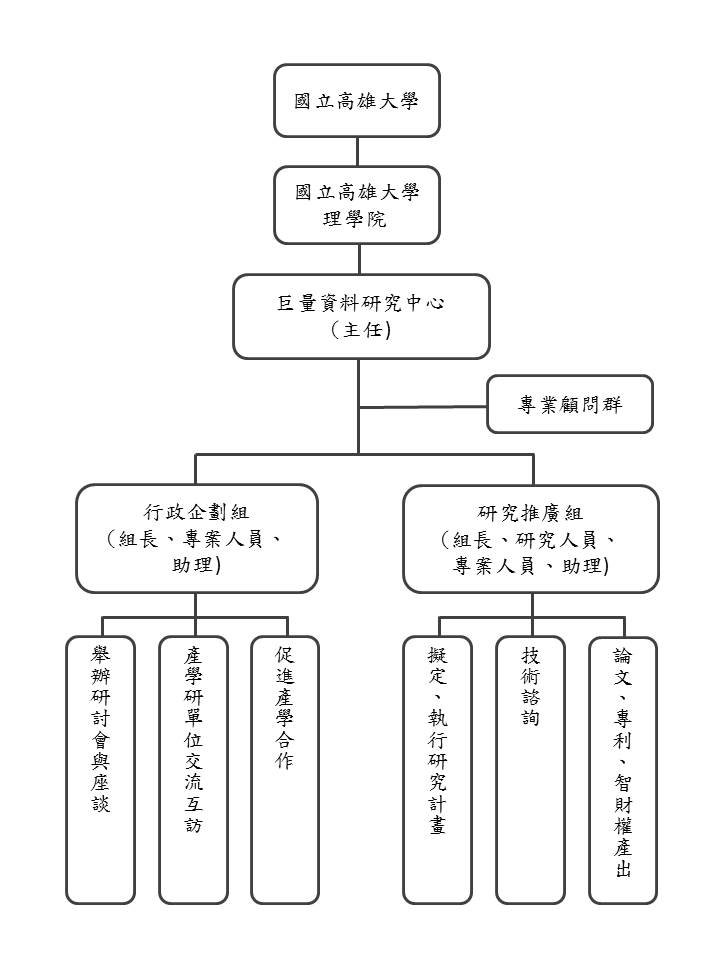 國立高雄大學
國立高雄大學
理學院
巨量資料研究中心
（主任)
專業顧問群
行政企劃組
（組長、專案人員、
助理)
研究推廣組
（組長、研究人員、
專案人員、助理)
舉辦研討會與座談
產學研單位交流互訪
促進產學合作
擬定、執行研究計畫
技術諮詢
論文、專利、智財權產出